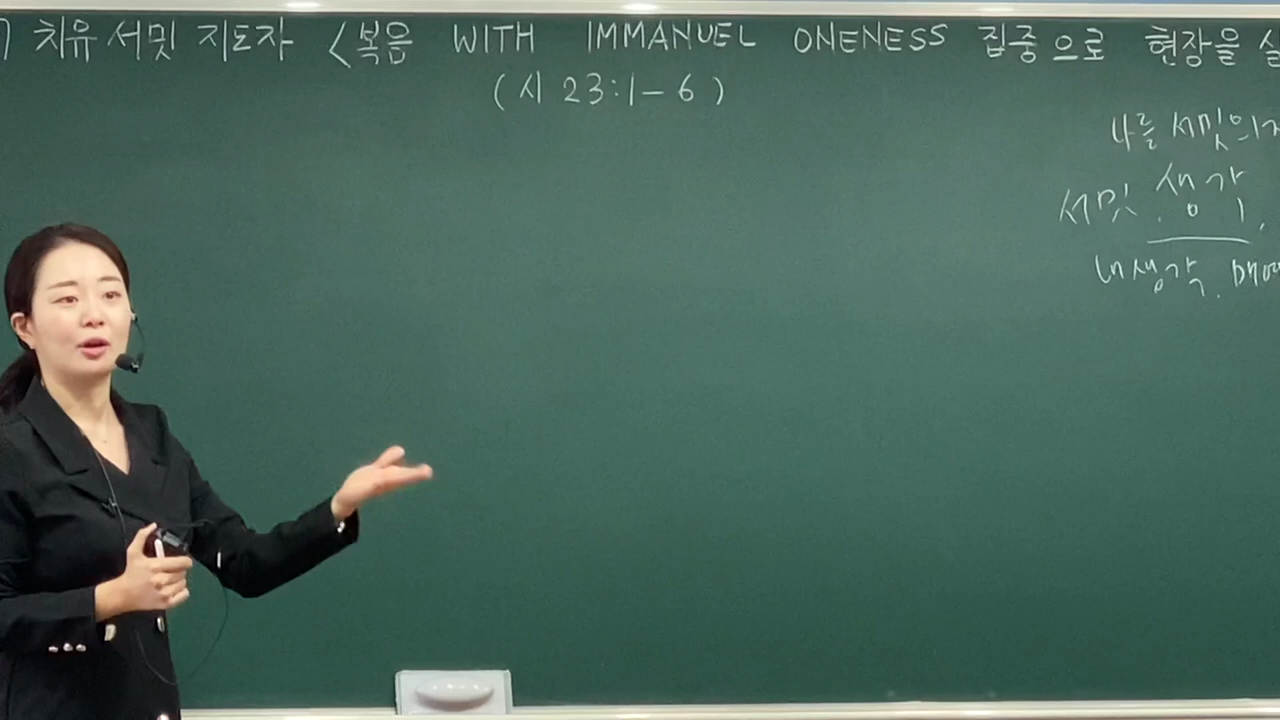 치유 서밋 지도자 <복음 WITH IMMANUEL ONENESS 집중으로 현장을
(시 23:1-6)
나를 서밋의
서밋 생각
내생각.